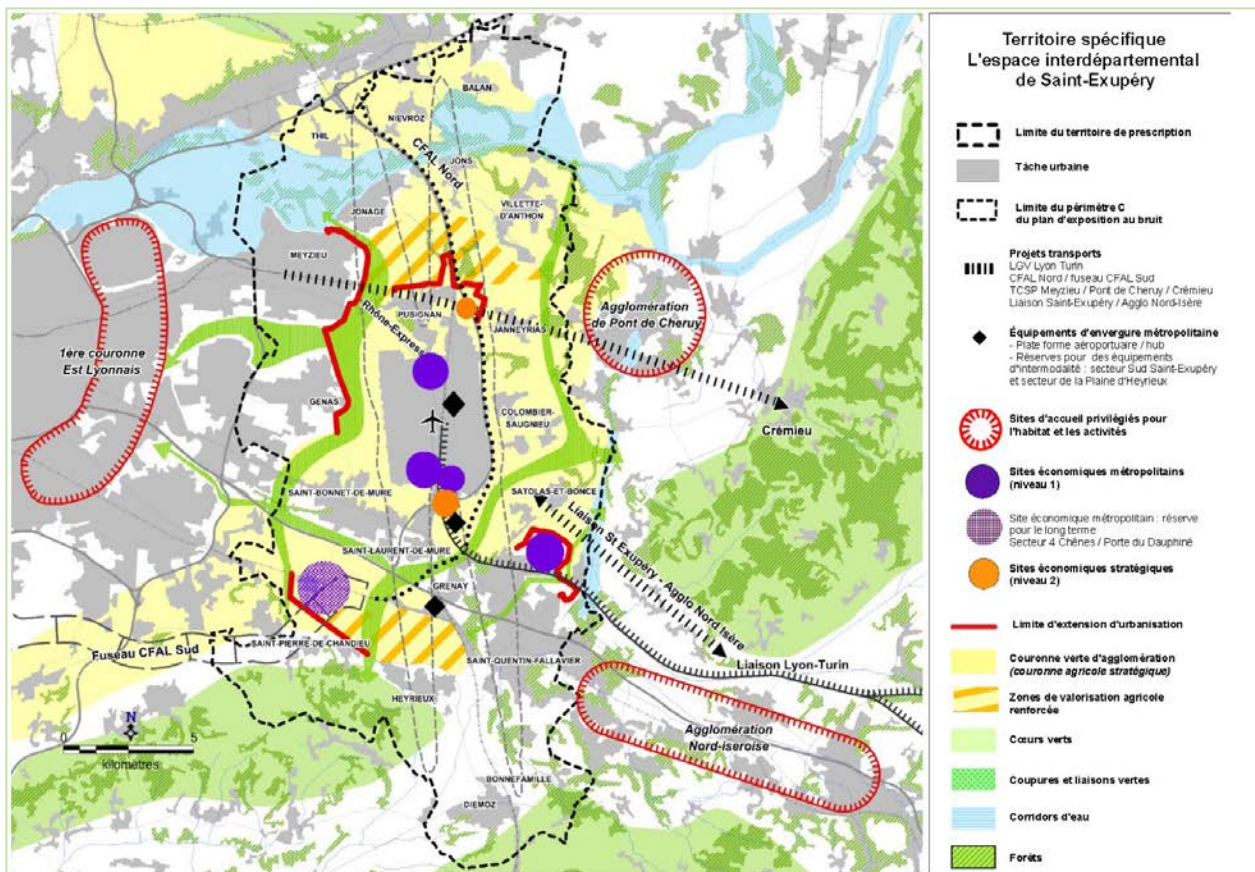 BALAN
NIEVROZ
THIL
CFAL Nord
JONS
VILLETTE-
D'ANTHON
JONAGE
MEYZIEU
Rhône-Express
PUSIGNAN
JANNEYRIAS
Agglomération
de Pont de Cheruy
1ère couronne
Est Lyonnais
GENAS
COLOMBIER-
SAUGNIEU
Crémieu
SAINT-BONNET-DE-MURE
SATOLAS-ET-BONCE
Liaison St Exupéry - Agglo Nord Isère
SAINT-LAURENT-DE-MURE
GRENAY
SAINT-PIERRE-DE-CHANDIEU
Fuseau CFAL Sud
SAINT-QUENTIN-FALLAVIER
Liaison Lyon-Turin
HEYRIEUX
Agglomération
Nord-iseroise
N
0 5
kilomètres
BONNEFAMILLE
DIEMOZ
Territoire spécifique
L'espace interdépartemental
de Saint-Exupéry
Limite du territoire de prescription
Tâche urbaine
Limite du périmètre C
du plan d'exposition au bruit
Projets transports
LGV Lyon Turin
CFAL Nord / fuseau CFAL Sud
TCSP Meyzieu / Pont de Cheruy / Crémieu
Liaison Saint-Exupéry / Agglo Nord-Isère
Équipements d'envergure métropolitaine
- Plate forme aéroportuaire / hub
- Réserves pour des équipements
d"intermodalité : secteur Sud Saint-Exupéry
et secteur de la Plaine d'Heyrieux
Sites d'accueil privilégiés pour
l'habitat et les activités
Sites économiques métropolitains
(niveau 1)
Site économique métropolitain : réserve
pour le long terme
Secteur 4 Chênes / Porte du Dauphiné
Sites économiques stratégiques
(niveau 2)
Limite d'extension d'urbanisation
Couronne verte d'agglomération
(couronne agricole stratégique)
Zones de valorisation agricole
renforcée
Cœurs verts
Coupures et liaisons vertes
Corridors d'eau
Forêts